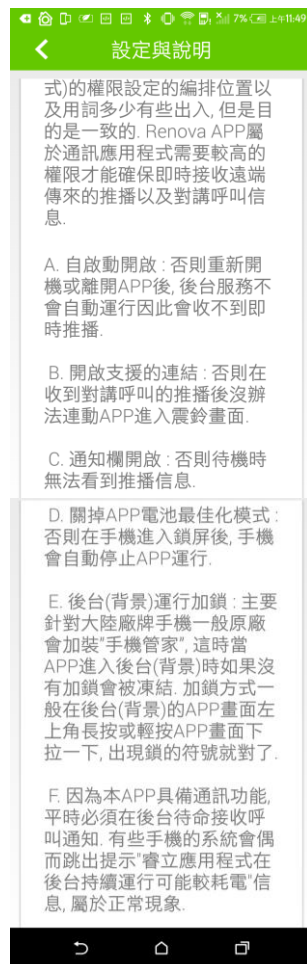 7% 上午11:49
設定與說明
式)的權限設定的編排位置以
及用詞多少有些出入, 但是目
的是一致的. Renova APP屬
於通訊應用程式需要較高的
權限才能確保即時接收遠端
傳來的推播以及對講呼叫信
息.
A. 自啟動開啟 : 否則重新開
機或離開APP後, 後台服務不
會自動運行因此會收不到即
時推播.
B. 開啟支援的連結 : 否則在
收到對講呼叫的推播後沒辦
法連動APP進入震鈴畫面.
C. 通知欄開啟 : 否則待機時
無法看到推播信息.
D. 關掉APP電池最佳化模式 :
否則在手機進入鎖屏後, 手機
會自動停止APP運行.
E. 後台(背景)運行加鎖 : 主要
針對大陸廠牌手機一般原廠
會加裝"手機管家", 這時當
APP進入後台(背景)時如果沒
有加鎖會被凍結. 加鎖方式一
般在後台(背景)的APP畫面左
上角長按或輕按APP畫面下
拉一下, 出現鎖的符號就對了.
F. 因為本APP具備通訊功能,
平時必須在後台待命接收呼
叫通知. 有些手機的系統會偶
而跳出提示"睿立應用程式在
後台持續運行可能較耗電"信
息, 屬於正常現象.